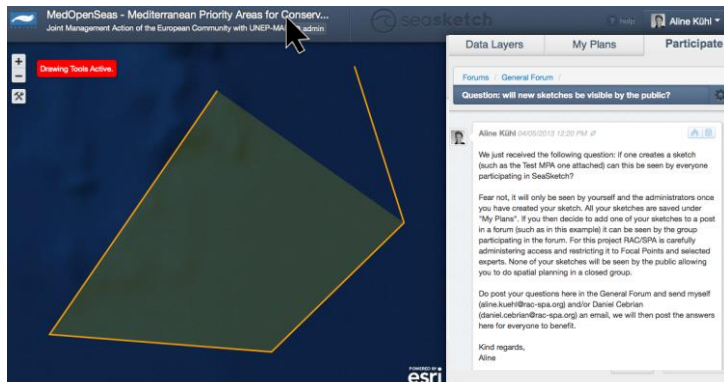 MedOpenSeas - Mediterranean Priority Areas for Conserv...
Joint Management Action of the European Community with UNEP-MA
admin
seasketch
? help
Aline Kühl
Data Layers
My Plans
Participate
+
Drawing Tools Active.
-
Forums / General Forum /
Question: will new sketches be visible by the public?
Aline Kühl 04/05/2013 12:20 PM
We just received the following question: if one creates a sketch
(such as the Test MPA one attached) can this be seen by everyone
participating in SeaSketch?
Fear not, it will only be seen by yourself and the administrators once
you have created your sketch. All your sketches are saved under
"My Plans". If you then decide to add one of your sketches to a post
in a forum (such as in this example) it can be seen by the group
participating in the forum. For this project RAC/SPA is carefully
administering access and restricting it to Focal Points and selected
experts. None of your sketches will be seen by the public allowing
you to do spatial planning in a closed group.
Do post your questions here in the General Forum and send myself
(aline.kuehl@rac-spa.org) and/or Daniel Cebrian
(daniel.cebrian@rac-spa.org) an email, we will then post the answers
here for everyone to benefit.
Kind regards,
Aline
POWERED BY
esri